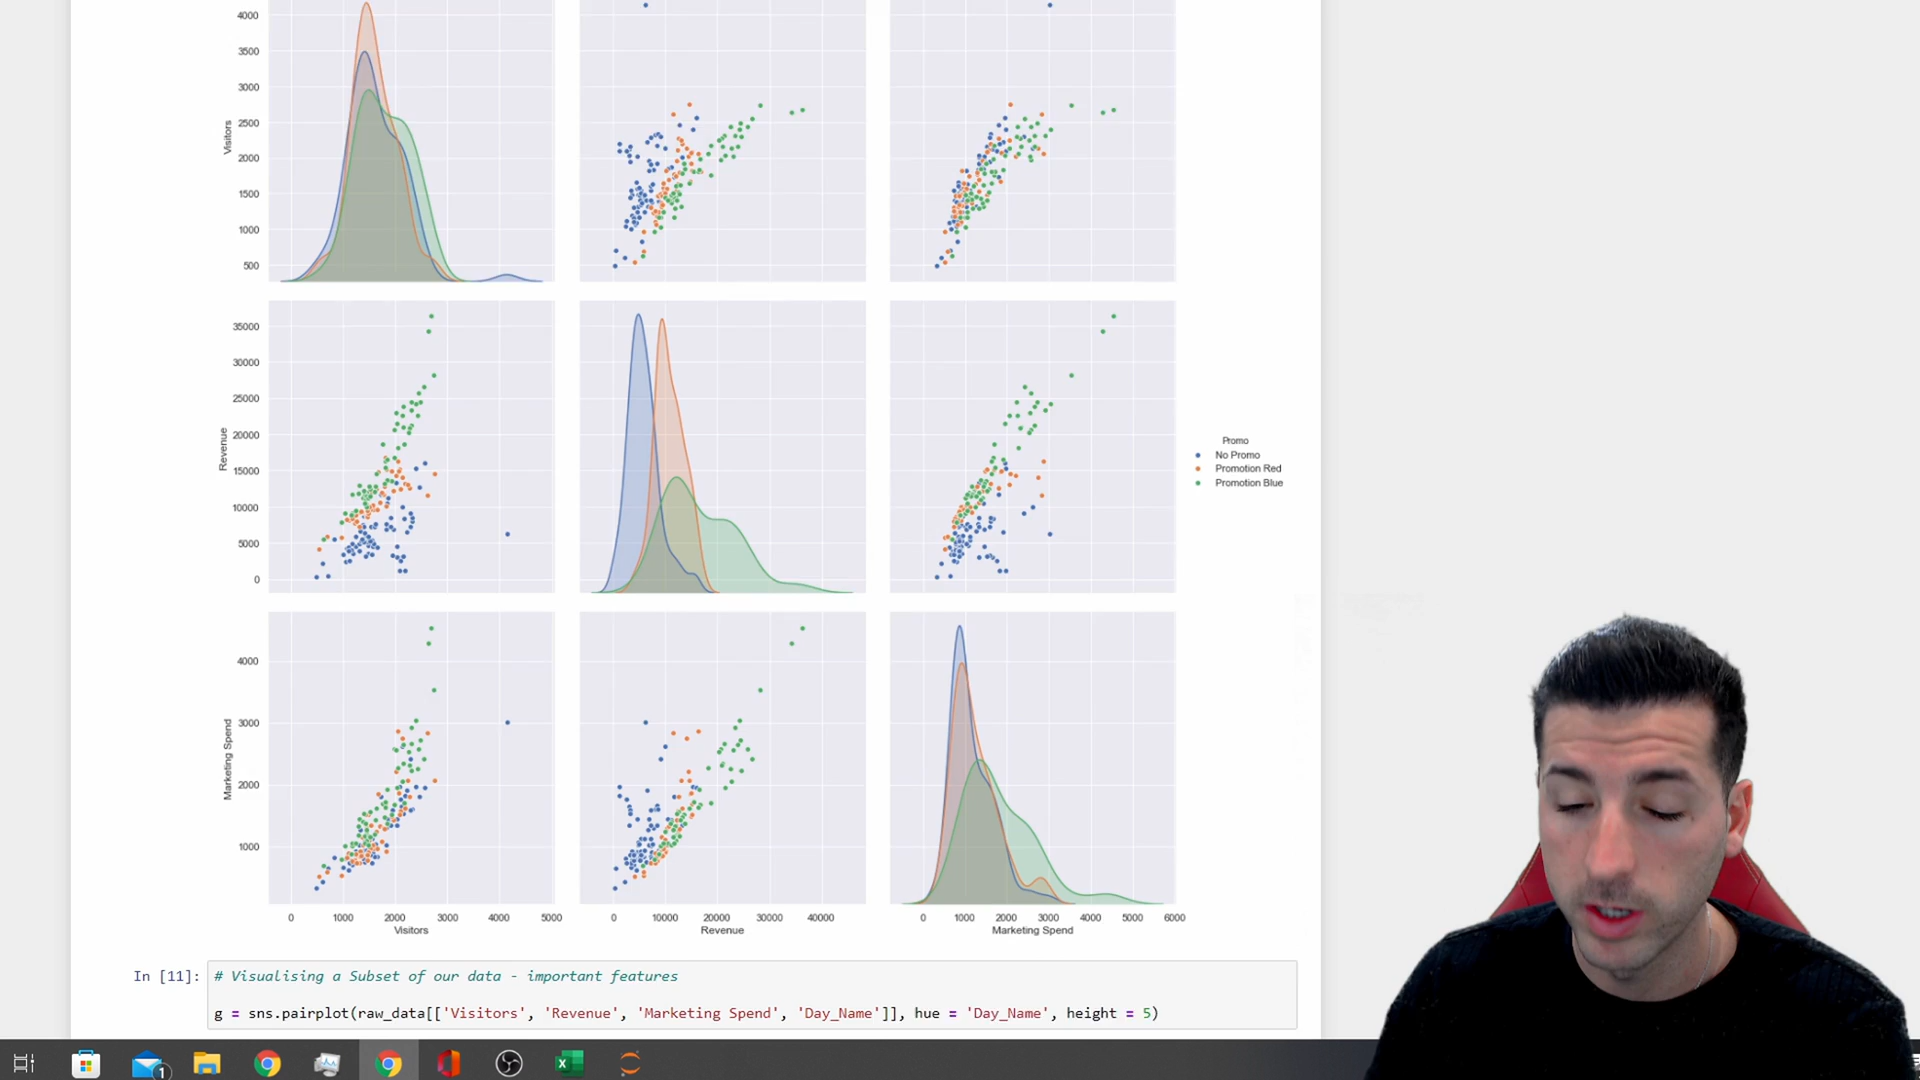 4000
3500
3000
2500
2000
1500
1000
500
Visitors
35000
30000
25000
20000
15000
10000
5000
0
Revenue
Promo
No Promo
Promotion Red
Promotion Blue
4000
3000
2000
1000
Marketing Spend
0 1000 2000 3000 4000 5000
0 10000 20000 30000 40000
0 1000 2000 3000 4000 5000 6000
Visitors
Revenue
Marketing Spend
In [11]: # Visualising a Subset of our data - important features
g = sns.pairplot(raw_data[['Visitors', 'Revenue', 'Marketing Spend', 'Day_Name']], hue = 'Day_Name', height = 5)
1